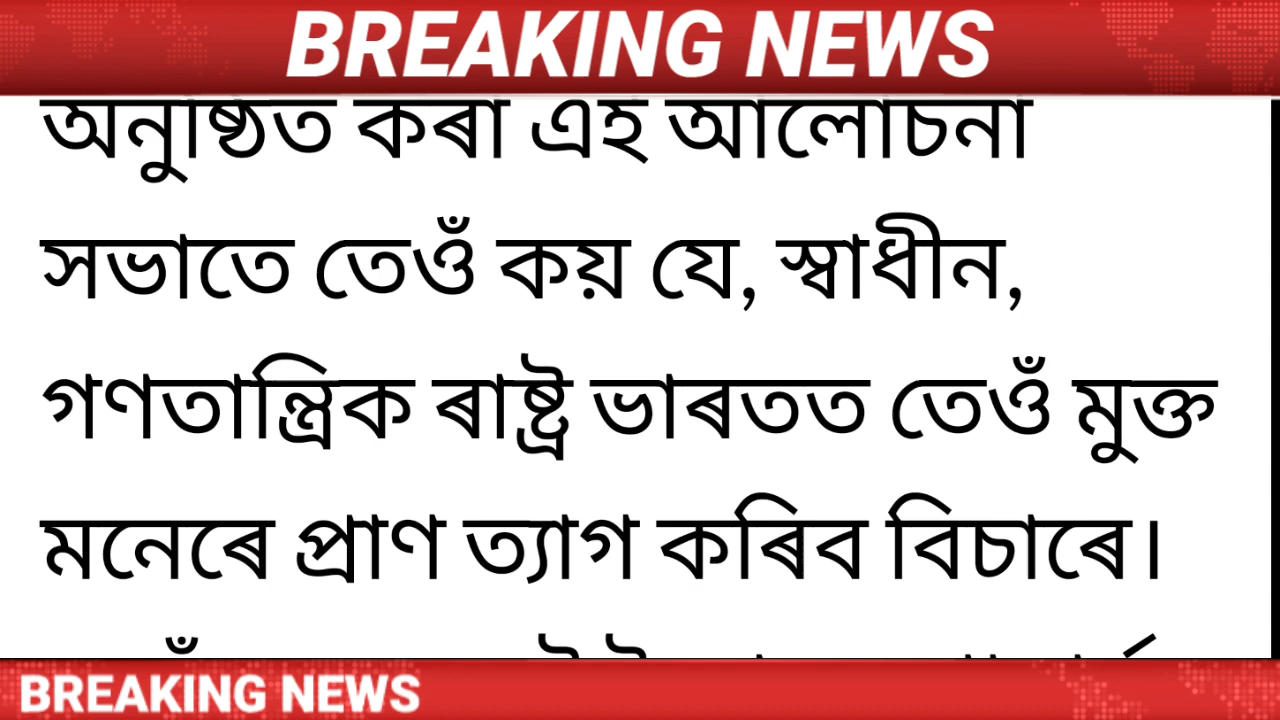 BREAKING NEWS
অনুষ্ঠিত কৰা এই আলোচনা
সভাতে তেওঁ কয় যে, স্বাধীন,
গণতান্ত্ৰিক ৰাষ্ট্ৰ ভাৰতত তেওঁ মুক্ত
মনেৰে প্ৰাণ ত্যাগ কৰিব বিচাৰে।
BREAKING NEWS